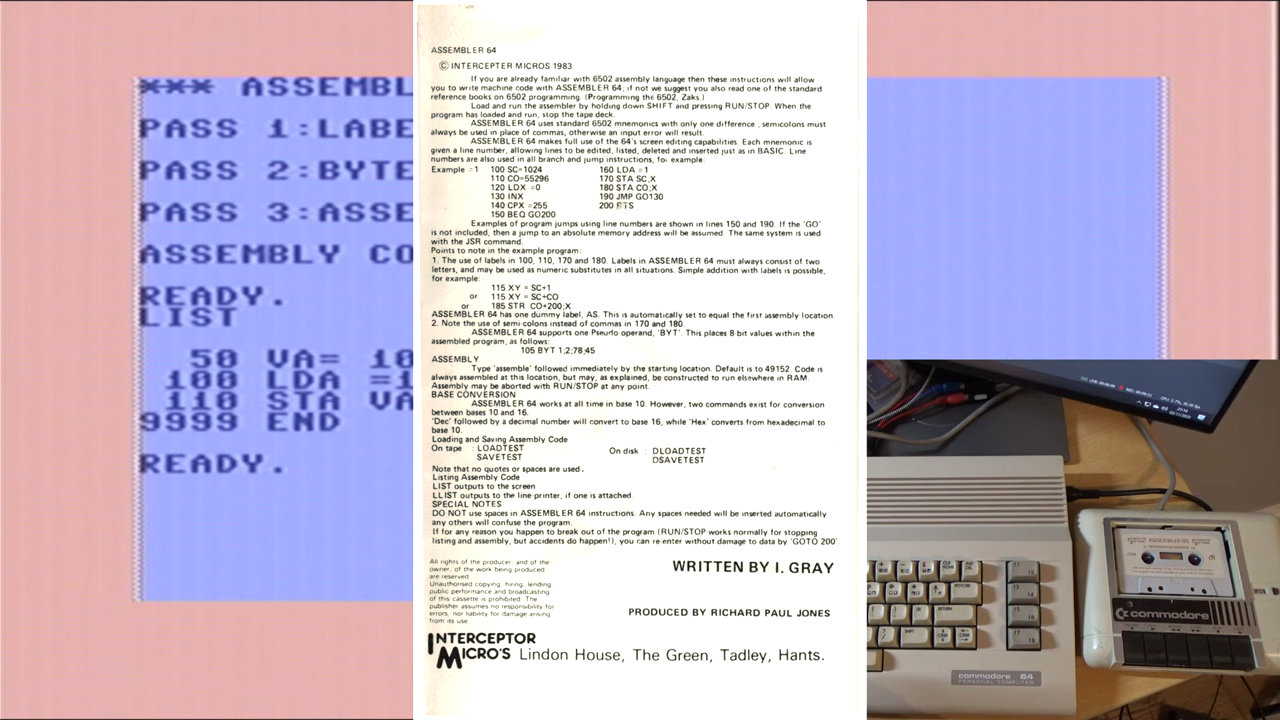 *** ASSEMBL
PASS 1:LABE
PASS 2:BYTE
PASS 3:ASSE
ASSEMBLY CO
READY.
LIST
50 VA= 10
100 LDA =1
110 STA VA
9999 END
READY.
ASSEMBLER 64
© INTERCEPTER MICROS 1983
If you are already familiar with 6502 assembly language then these instructions will allow
you to write machine code with ASSEMBLER 64; if not we suggest you also read one of the standard
reference books on 6502 programming. (Programming the 6502, Zaks.)
Load and run the assembler by holding down SHIFT and pressing RUN/STOP. When the
program has loaded and run, stop the tape deck.
ASSEMBLER 64 uses standard 6502 mnemonics with only one difference , semicolons must
always be used in place of commas, otherwise an input error will result.
ASSEMBLER 64 makes full use of the 64's screen editing capabilities. Each mnemonic is
given a line number, allowing lines to be edited, listed, deleted and inserted just as in BASIC. Line
numbers are also used in all branch and jump instructions, for example:
Example =1 100 SC=1024 160 LDA =1
110 CO=55296 170 STA SC;X
120 LDX =0 180 STA CO;X
130 INX 190 JMP GO130
140 CPX =255 200 RTS
150 BEQ GO200
Examples of program jumps using line numbers are shown in lines 150 and 190. If the 'GO'
is not included, then a jump to an absolute memory address will be assumed. The same system is used
with the JSR command.
Points to note in the example program:
1. The use of labels in 100, 110, 170 and 180. Labels in ASSEMBLER 64 must always consist of two
letters, and may be used as numeric substitutes in all situations. Simple addition with labels is possible,
for example:
115 XY = SC+1
or 115 XY = SC+CO
or 185 STR CO+200;X
ASSEMBLER 64 has one dummy label, AS. This is automatically set to equal the first assembly location.
2. Note the use of semi-colons instead of commas in 170 and 180.
ASSEMBLER 64 supports one Pseudo operand, 'BYT'. This places 8-bit values within the
assembled program, as follows:
105 BYT 1;2;78;45
ASSEMBLY
Type 'assemble' followed immediately by the starting location. Default is to 49152. Code is
always assembled at this location, but may, as explained, be constructed to run elsewhere in RAM.
Assembly may be aborted with RUN/STOP at any point.
BASE CONVERSION
ASSEMBLER 64 works at all time in base 10. However, two commands exist for conversion
between bases 10 and 16.
'Dec' followed by a decimal number will convert to base 16, while 'Hex' converts from hexadecimal to
base 10.
Loading and Saving Assembly Code
On tape : LOADTEST On disk : DLOADTEST
SAVETEST DSAVETEST
Note that no quotes or spaces are used.
Listing Assembly Code
LIST outputs to the screen
LLIST outputs to the line printer, if one is attached.
SPECIAL NOTES
DO NOT use spaces in ASSEMBLER 64 instructions. Any spaces needed will be inserted automatically
any others will confuse the program.
If for any reason you happen to break out of the program (RUN/STOP works normally for stopping
listing and assembly, but accidents do happen!), you can re-enter without damage to data by 'GOTO 200'
All rights of the producer, and of the
owner, of the work being produced
are reserved
Unauthorised copying, hiring, lending
public performance and broadcasting
of this cassette is prohibited. The
publisher assumes no responsibility for
errors, nor liability for damage arising
from its use
WRITTEN BY I. GRAY
PRODUCED BY RICHARD PAUL JONES
INTERCEPTOR
MICRO'S Lindon House, The Green, Tadley, Hants.
ASSEMBLER 64
commodore
commodore 64
PERSONAL COMPUTER